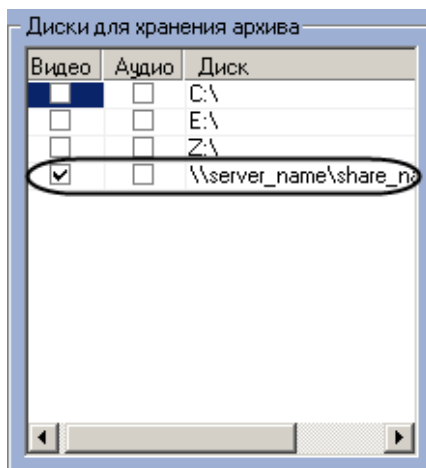 Диски для хранения архива
Видео Аудио Диск
C:\
E:\
Z:\
\\server_name\share_na